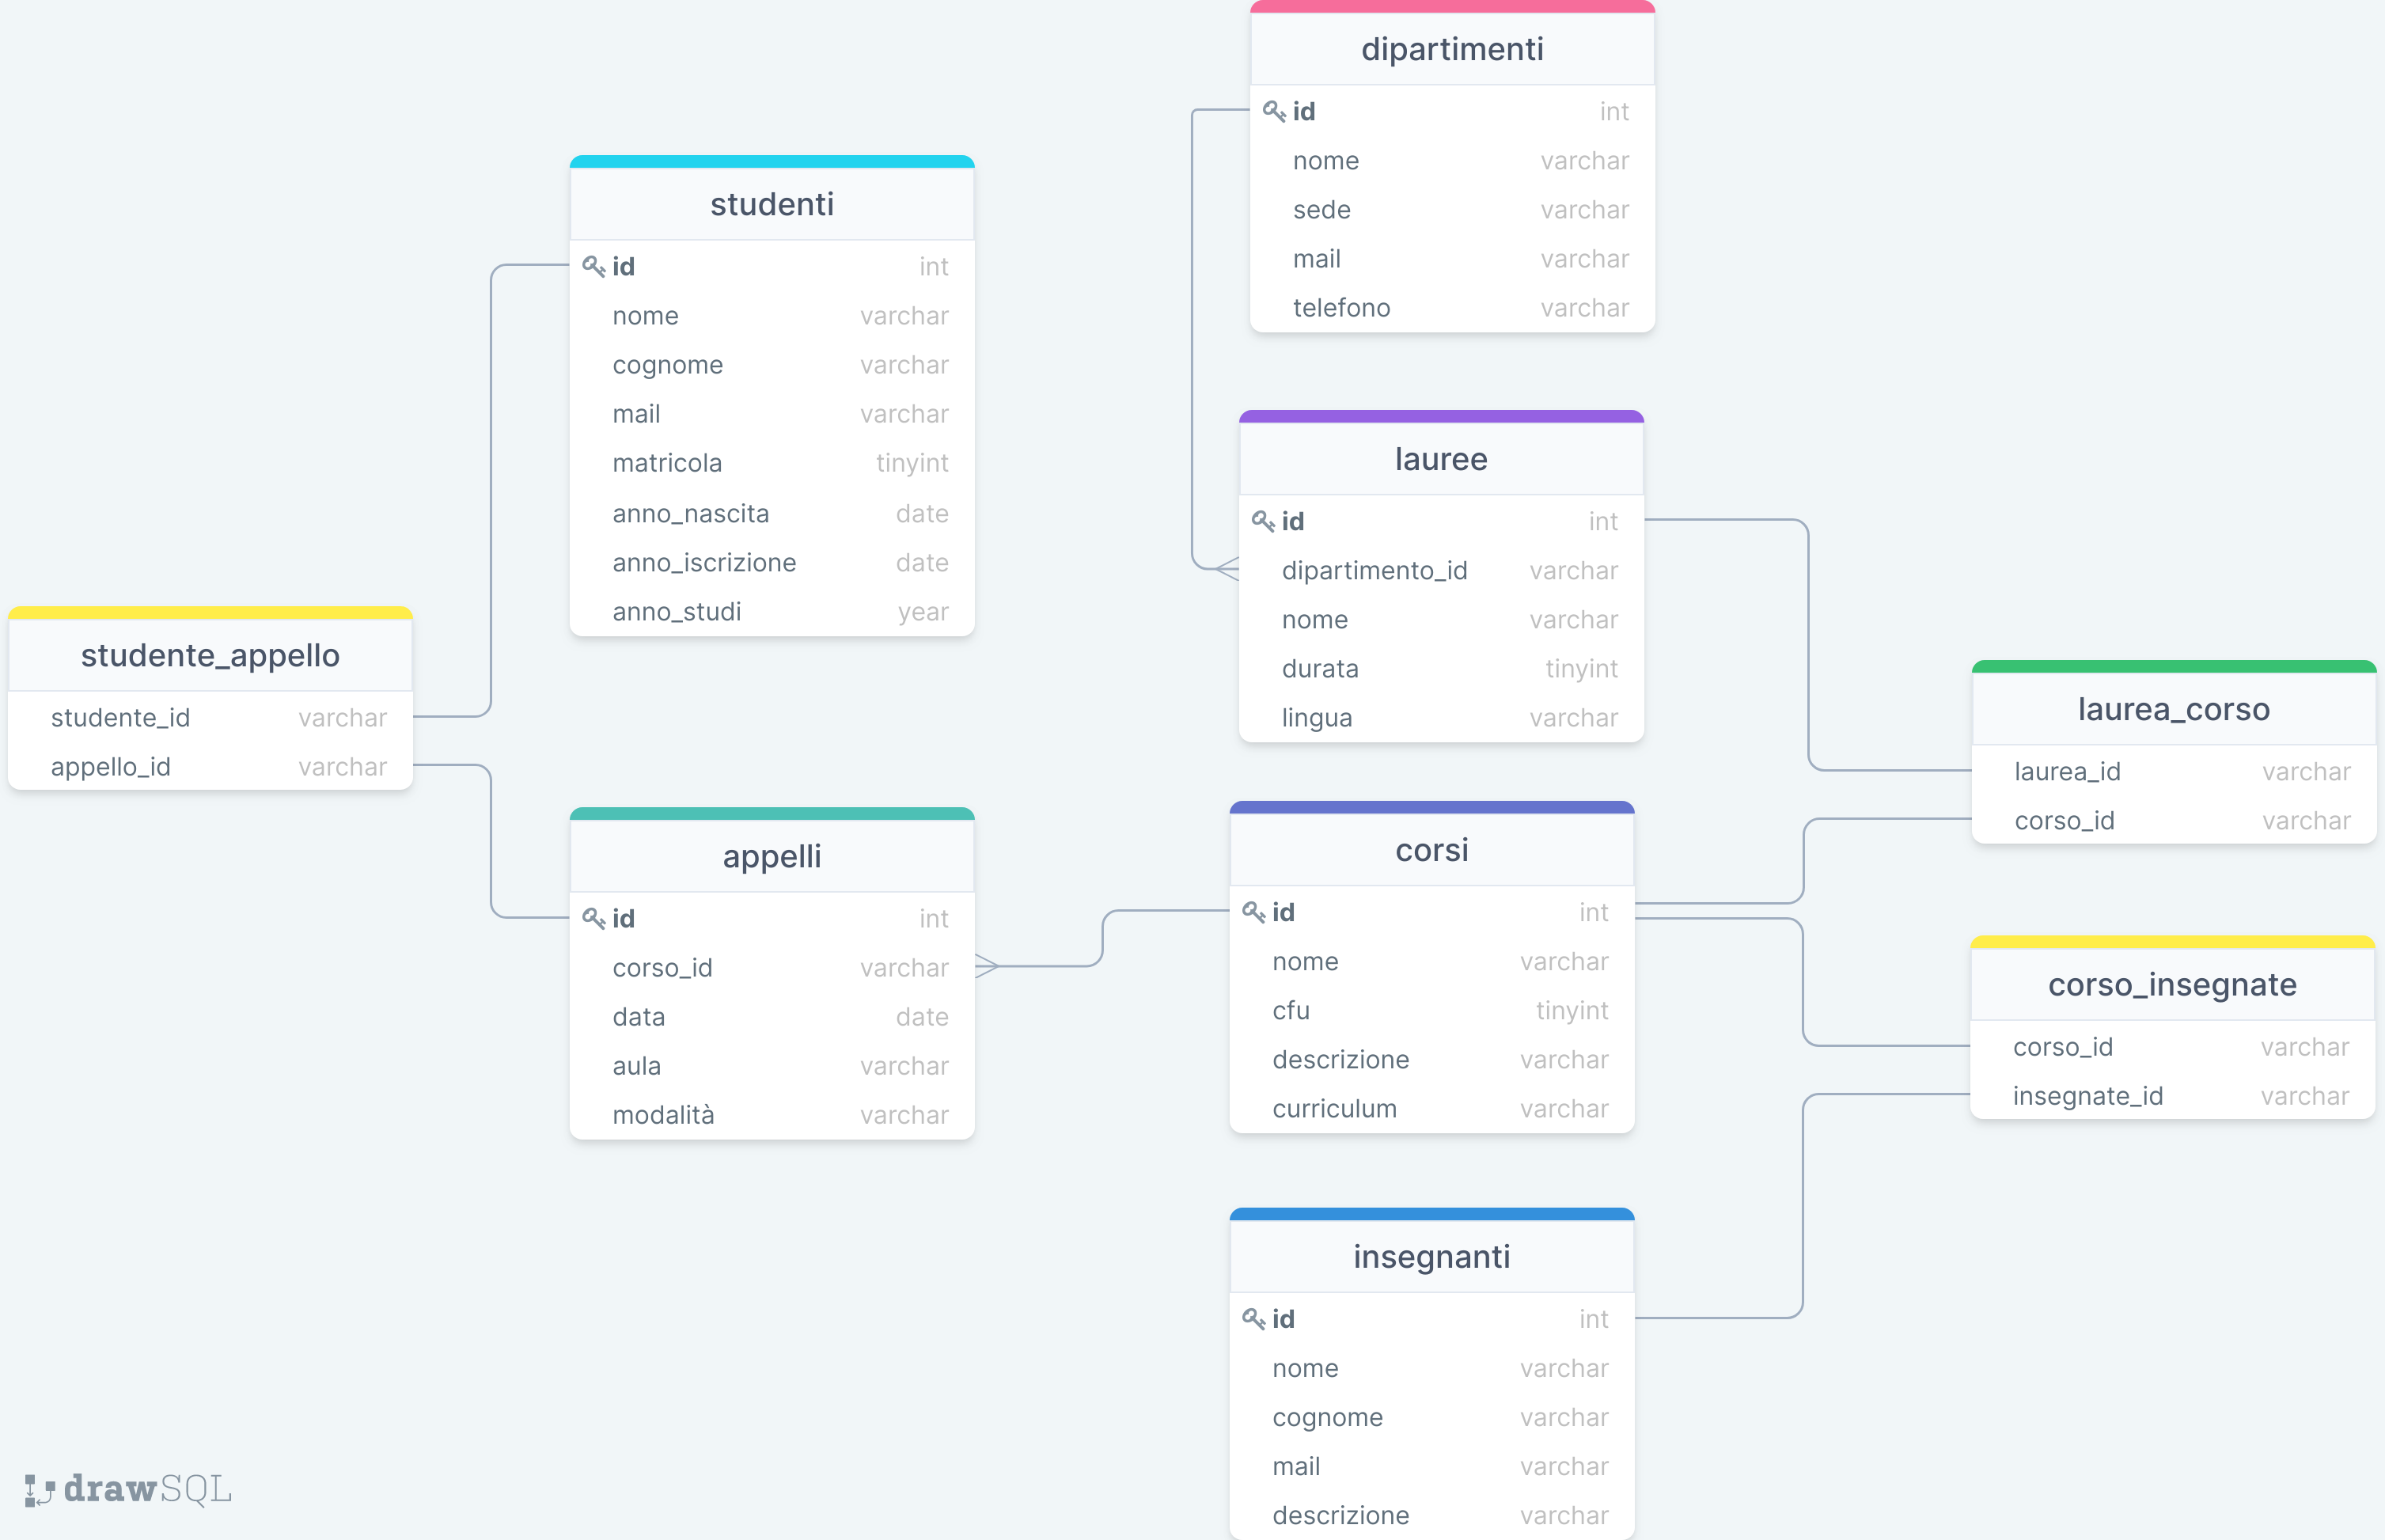 dipartimenti
id int
nome varchar
sede varchar
mail varchar
telefono varchar
studenti
id int
nome varchar
cognome varchar
mail varchar
matricola tinyint
anno_nascita date
anno_iscrizione date
anno_studi year
lauree
id int
dipartimento_id varchar
nome varchar
durata tinyint
lingua varchar
studente_appello
studente_id varchar
appello_id varchar
laurea_corso
laurea_id varchar
corso_id varchar
appelli
id int
corso_id varchar
data date
aula varchar
modalità varchar
corsi
id int
nome varchar
cfu tinyint
descrizione varchar
curriculum varchar
corso_insegnate
corso_id varchar
insegnate_id varchar
insegnanti
id int
nome varchar
cognome varchar
mail varchar
descrizione varchar
drawSQL